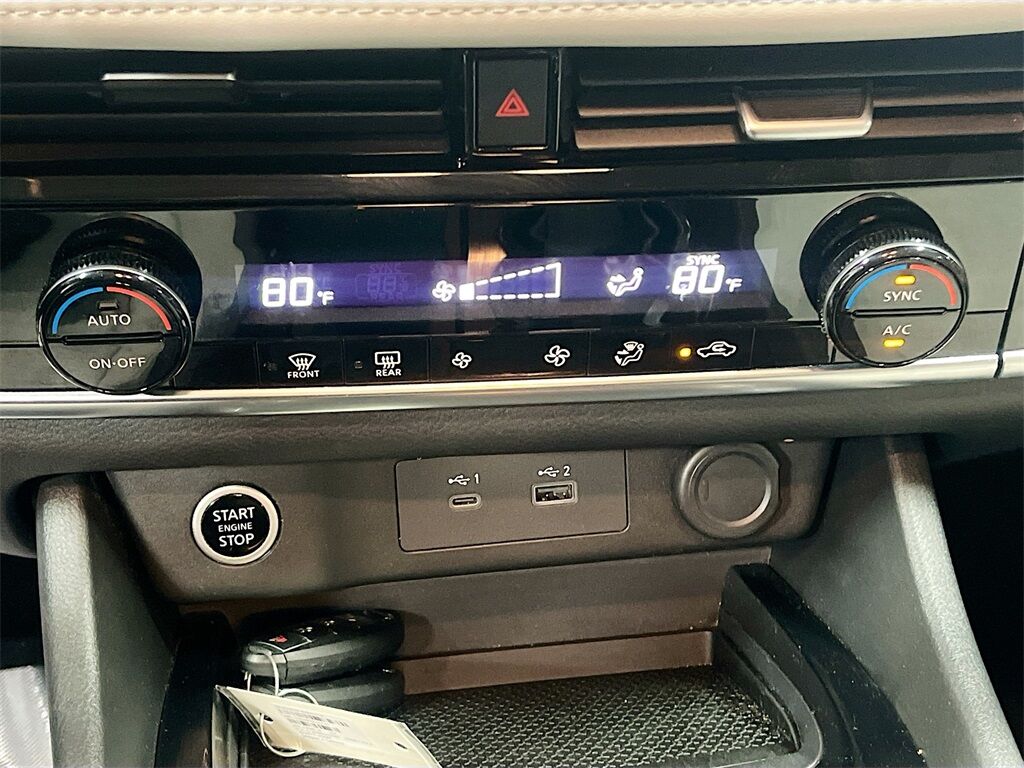 SYNC
80°F
80°F
AUTO
ON·OFF
FRONT
REAR
SYNC
A/C
1
2
START
ENGINE
STOP